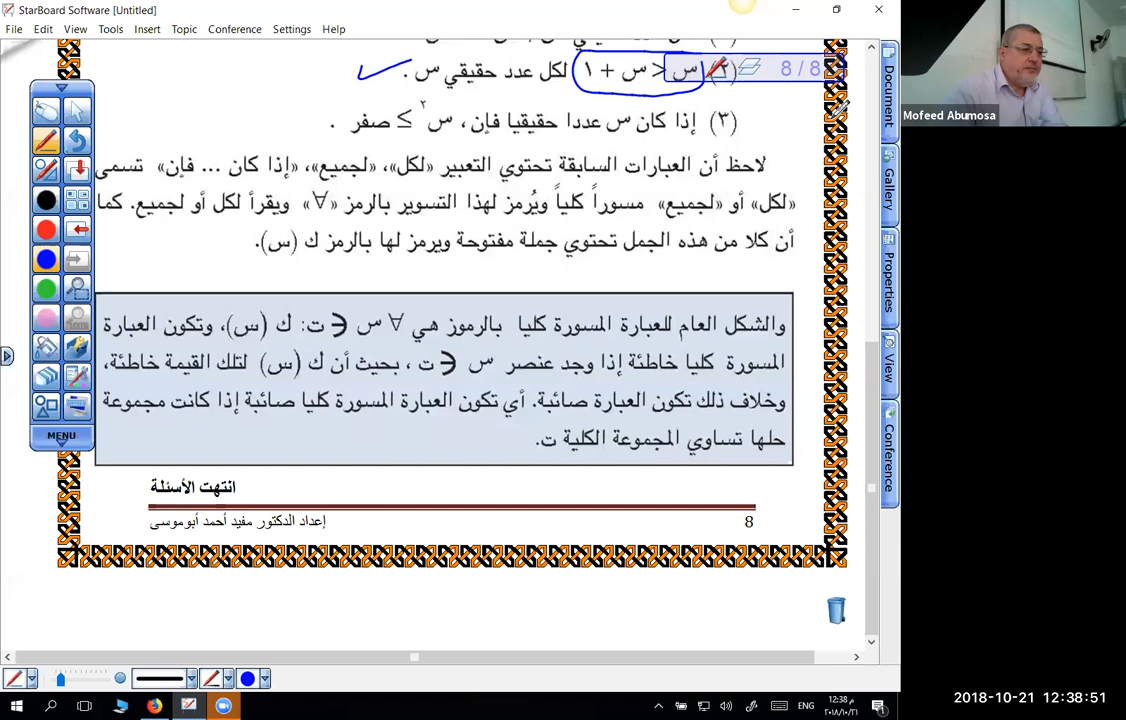 StarBoard Software [Untitled]
File Edit View Tools Insert Topic Conference Settings Help
(٢) س > س + ١ لكل عدد حقيقي س .
8 / 8
(٣) إذا كان س عددا حقيقيا فإن ، س٢ ≥ صفر .
لاحظ أن العبارات السابقة تحتوي التعبير «لكل»، «لجميع»، «إذا كان ... فإن» تسمى
«لكل» أو «لجميع» مسوراً كلياً ويُرمز لهذا التسوير بالرمز «∀» ويقرأ لكل أو لجميع. كما
أن كلا من هذه الجمل تحتوي جملة مفتوحة ويرمز لها بالرمز ك (س).
والشكل العام للعبارة المسورة كليا بالرموز هي ∀ س ∋ ت: ك (س)، وتكون العبارة
المسورة كليا خاطئة إذا وجد عنصر س ∋ ت ، بحيث أن ك (س) لتلك القيمة خاطئة،
وخلاف ذلك تكون العبارة صائبة. أي تكون العبارة المسورة كليا صائبة إذا كانت مجموعة
حلها تساوي المجموعة الكلية ت.
انتهت الأسئلة
8
إعداد الدكتور مفيد أحمد أبوموسى
MENU
Document
Gallery
Properties
View
Conference
Mofeed Abumosa
ENG
12:38 م
٢٠١٨/١٠/٢١
1
2018-10-21 12:38:51